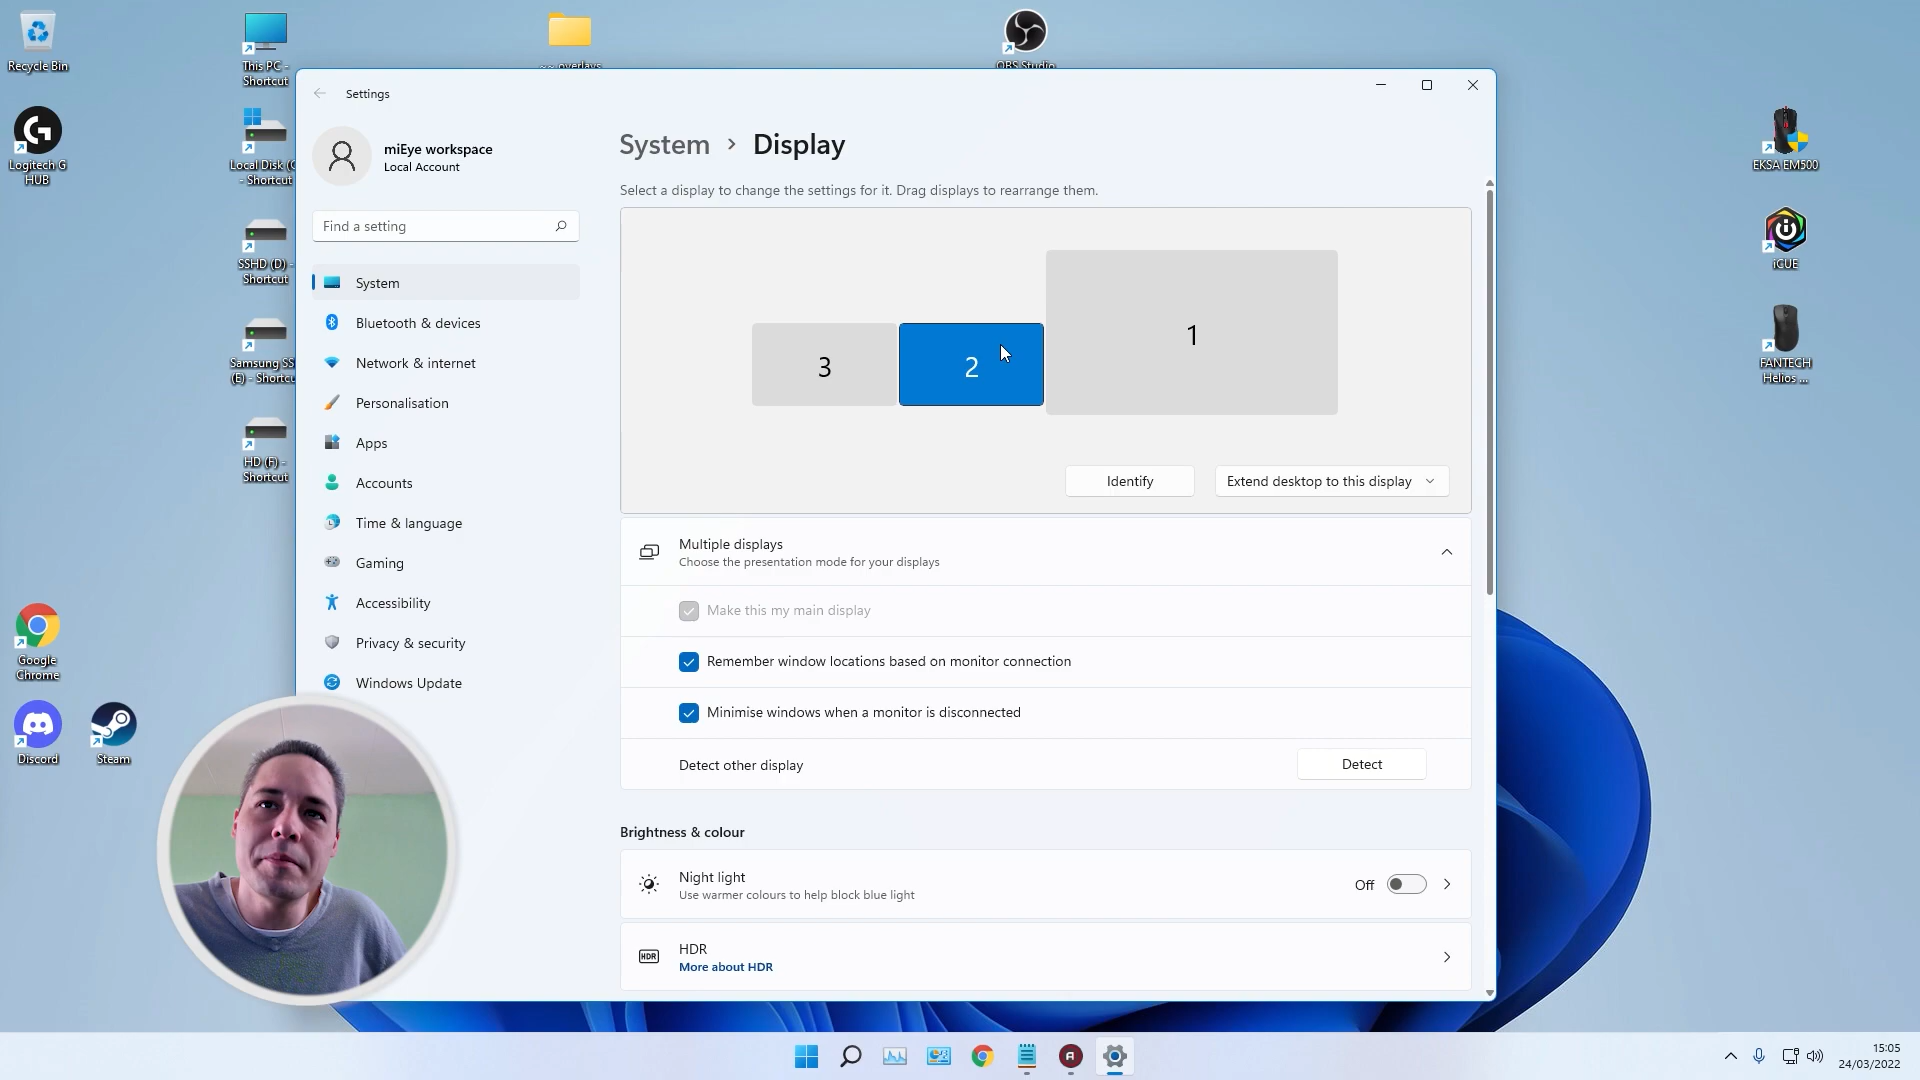 Recycle Bin
This PC -
Shortcut
OBS Studio
Logitech G
HUB
Local Disk (C
- Shortcut
SSHD (D) -
Shortcut
Samsung SS
(E) - Shortcu
HD (F) -
Shortcut
Google
Chrome
Discord
Steam
EKSA EM500
iCUE
FANTECH
Helios ...
Settings
miEye workspace
Local Account
Find a setting
System
Bluetooth & devices
Network & internet
Personalisation
Apps
Accounts
Time & language
Gaming
Accessibility
Privacy & security
Windows Update
System › Display
Select a display to change the settings for it. Drag displays to rearrange them.
3
2
1
Identify
Extend desktop to this display
Multiple displays
Choose the presentation mode for your displays
Make this my main display
Remember window locations based on monitor connection
Minimise windows when a monitor is disconnected
Detect other display
Detect
Brightness & colour
Night light
Use warmer colours to help block blue light
Off
HDR
HDR
More about HDR
15:05
24/03/2022